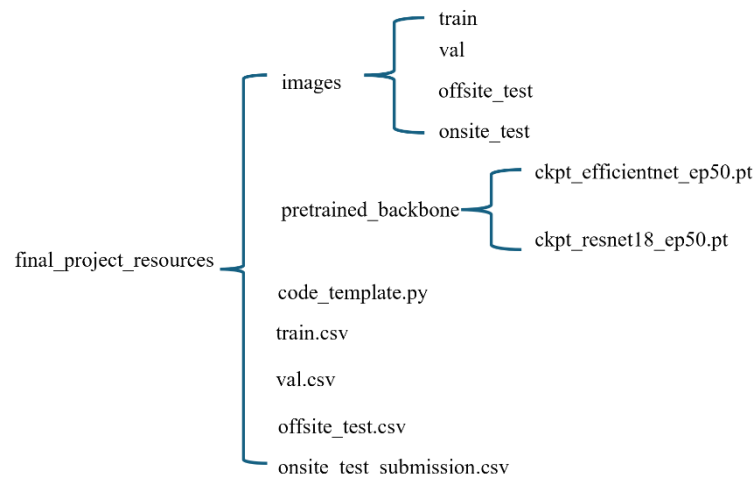 final_project_resources
images
train
val
offsite_test
onsite_test
pretrained_backbone
ckpt_efficientnet_ep50.pt
ckpt_resnet18_ep50.pt
code_template.py
train.csv
val.csv
offsite_test.csv
onsite_test_submission.csv